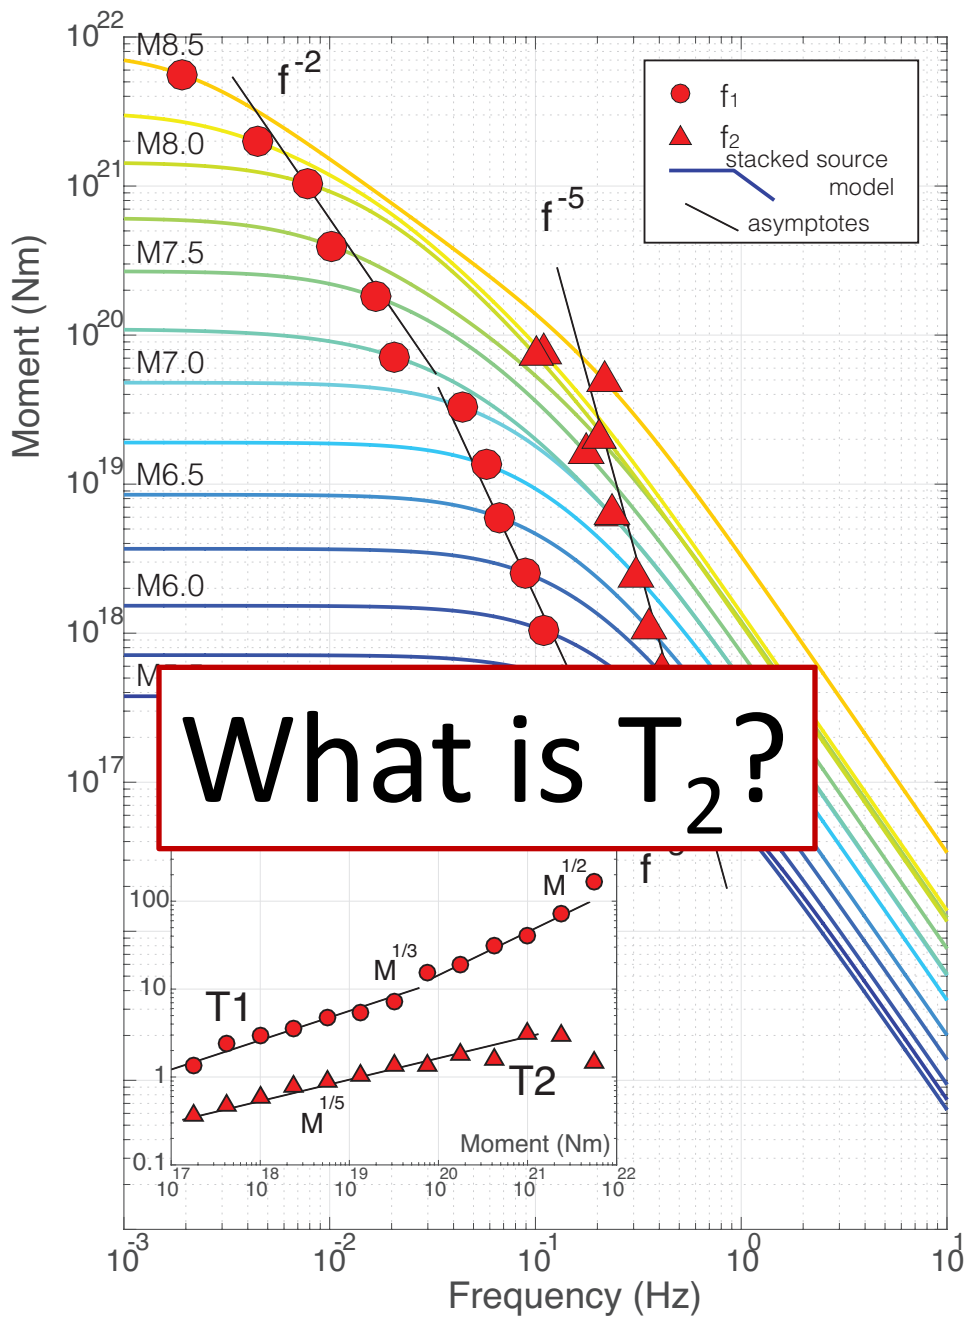 10^22
M8.5
f^-2
f₁
f₂
stacked source
model
asymptotes
M8.0
10^21
f^-5
M7.5
10^20
M7.0
10^19
M6.5
M6.0
10^18
10^17
Moment (Nm)
What is T₂?
f
100
10
1
0.1
M^1/2
M^1/3
T1
T2
M^1/5
Moment (Nm)
10^17 10^18 10^19 10^20 10^21 10^22
10^-3 10^-2 10^-1 10^0 10^1
Frequency (Hz)